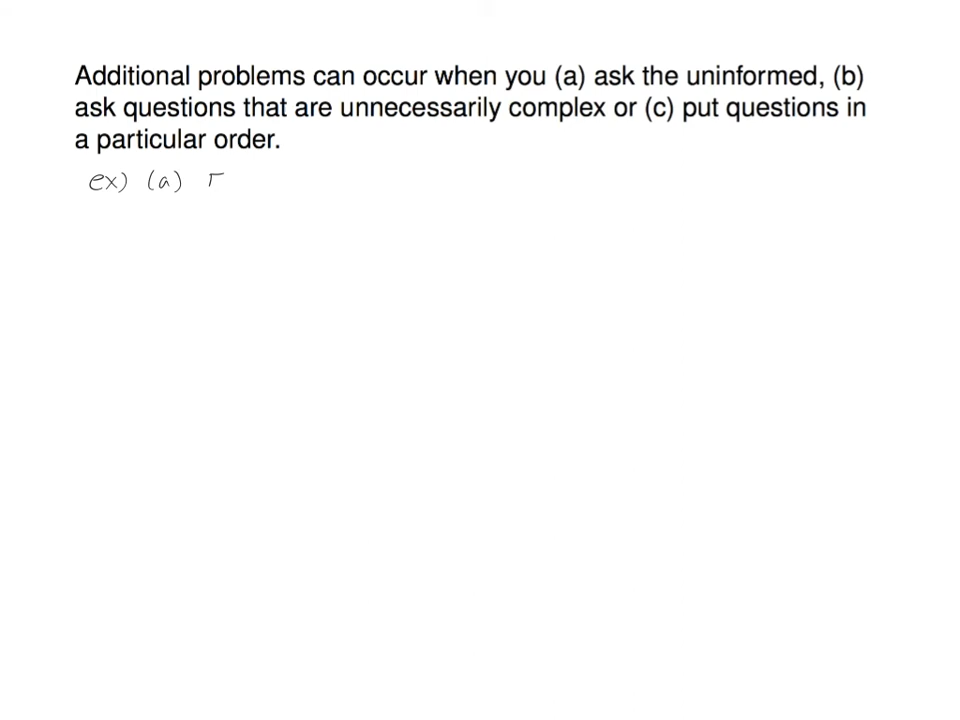 Additional problems can occur when you (a) ask the uninformed, (b)
ask questions that are unnecessarily complex or (c) put questions in
a particular order.
ex) (a)